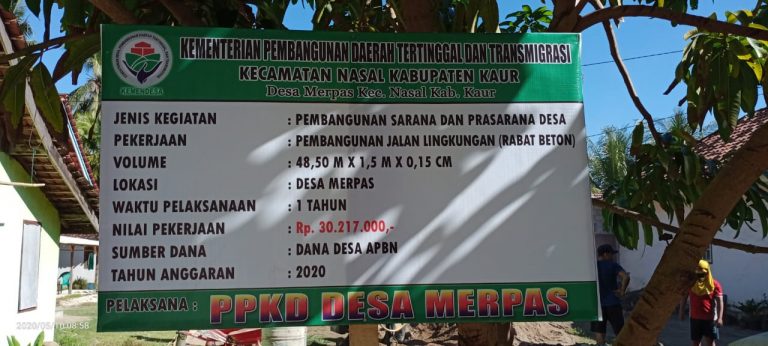 KEMENTERIAN PEMBANGUNAN DAERAH TERTINGGAL DAN TRANSMIGRASI
KECAMATAN NASAL KABUPATEN KAUR
Desa Merpas Kec. Nasal Kab. Kaur
KEMENDESA
JENIS KEGIATAN : PEMBANGUNAN SARANA DAN PRASARANA DESA
PEKERJAAN : PEMBANGUNAN JALAN LINGKUNGAN (RABAT BETON)
VOLUME : 48,50 M X 1,5 M X 0,15 CM
LOKASI : DESA MERPAS
WAKTU PELAKSANAAN : 1 TAHUN
NILAI PEKERJAAN : Rp. 30.217.000,-
SUMBER DANA : DANA DESA APBN
TAHUN ANGGARAN : 2020
PELAKSANA : PPKD DESA MERPAS